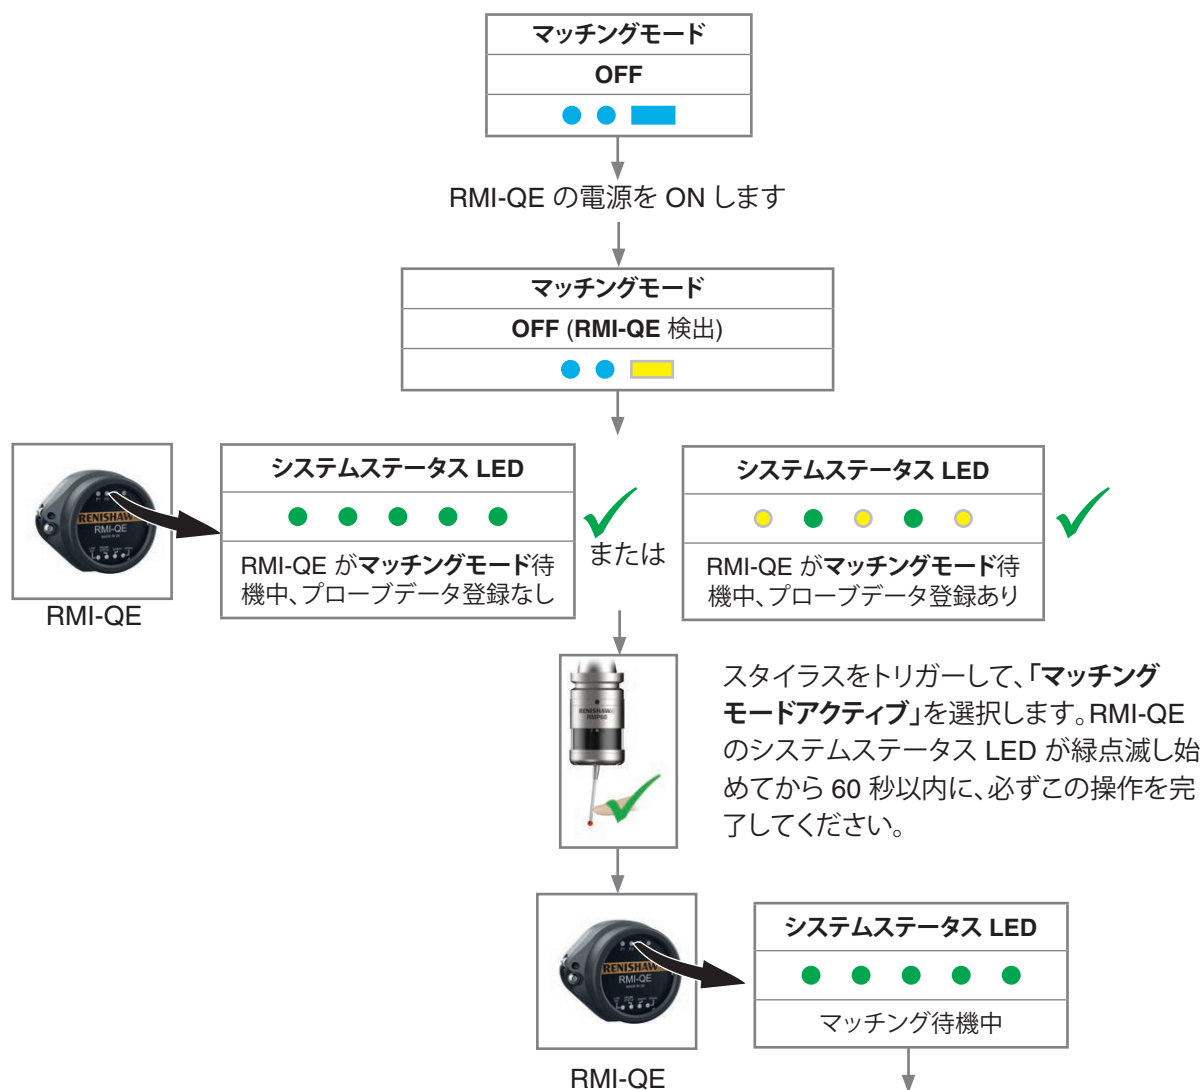 マッチングモード
OFF
RMI-QE の電源を ON します
マッチングモード
OFF (RMI-QE 検出)
RENISHAW
RMI-QE
RMI-QE
システムステータス LED
RMI-QE がマッチングモード待
機中、プローブデータ登録なし
または
システムステータス LED
RMI-QE がマッチングモード待
機中、プローブデータ登録あり
RENISHAW
RMP60
スタイラスをトリガーして、「マッチング
モードアクティブ」を選択します。RMI-QE
のシステムステータス LED が緑点滅し始
めてから 60 秒以内に、必ずこの操作を完
了してください。
RENISHAW
RMI-QE
RMI-QE
システムステータス LED
マッチング待機中